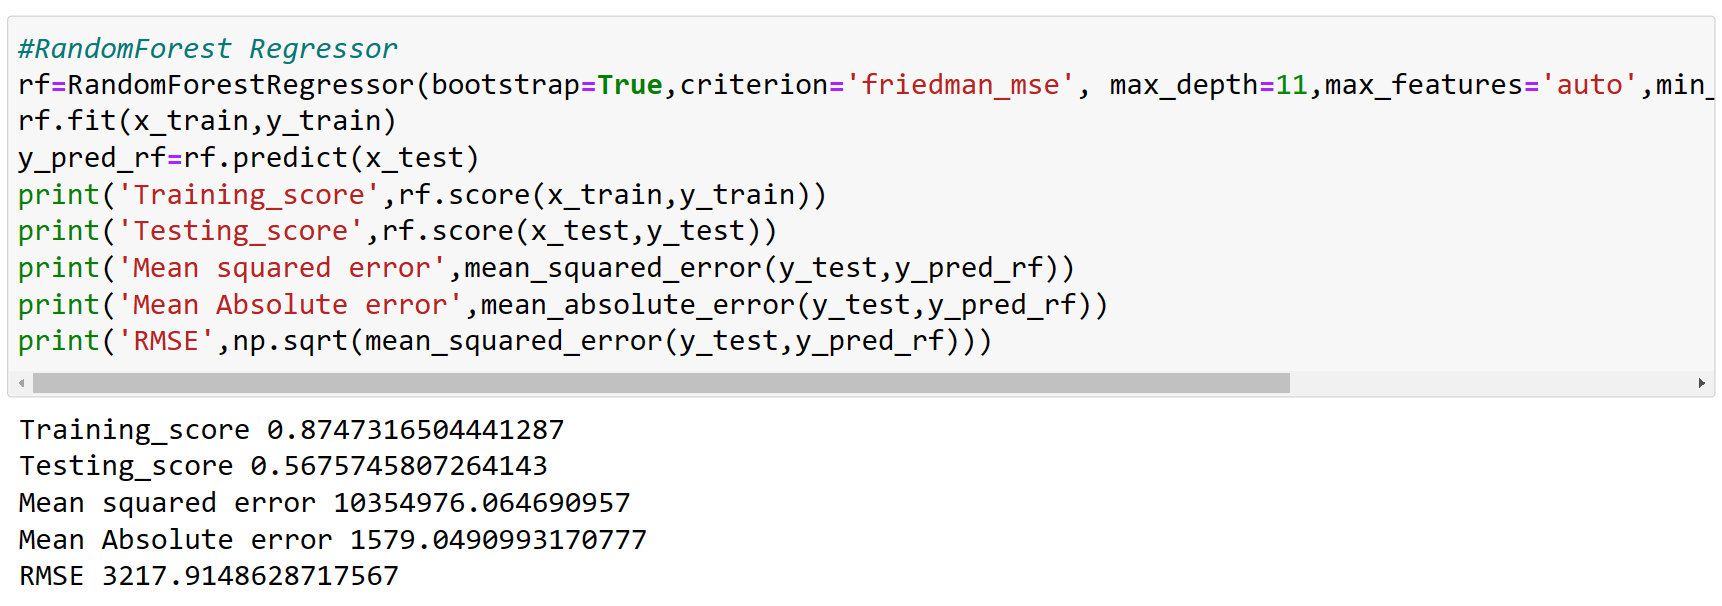 #RandomForest Regressor
rf=RandomForestRegressor(bootstrap=True,criterion='friedman_mse', max_depth=11,max_features='auto',min_
rf.fit(x_train,y_train)
y_pred_rf=rf.predict(x_test)
print('Training_score',rf.score(x_train,y_train))
print('Testing_score',rf.score(x_test,y_test))
print('Mean squared error',mean_squared_error(y_test,y_pred_rf))
print('Mean Absolute error',mean_absolute_error(y_test,y_pred_rf))
print('RMSE',np.sqrt(mean_squared_error(y_test,y_pred_rf)))
Training_score 0.8747316504441287
Testing_score 0.5675745807264143
Mean squared error 10354976.064690957
Mean Absolute error 1579.0490993170777
RMSE 3217.9148628717567